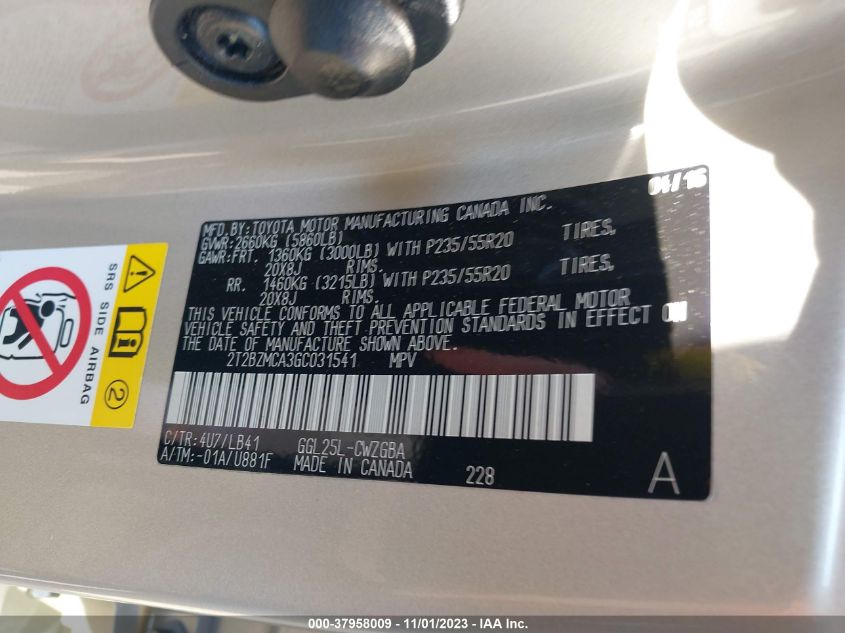 04/16
MFD.BY:TOYOTA MOTOR MANUFACTURING CANADA INC.
GVWR:2660KG (5860LB)
GAWR:FRT. 1360KG (3000LB) WITH P235/55R20 TIRES,
20X8J RIMS.
RR. 1460KG (3215LB) WITH P235/55R20 TIRES,
20X8J RIMS.
THIS VEHICLE CONFORMS TO ALL APPLICABLE FEDERAL MOTOR
VEHICLE SAFETY AND THEFT PREVENTION STANDARDS IN EFFECT ON
THE DATE OF MANUFACTURE SHOWN ABOVE.
2T2BZMCA3GC031541 MPV
C/TR:4U7/LB41 GGL25L-CWZGBA
A/TM:-01A/U881F MADE IN CANADA 228 A
SRS SIDE AIRBAG
2
000-37958009 - 11/01/2023 - IAA Inc.